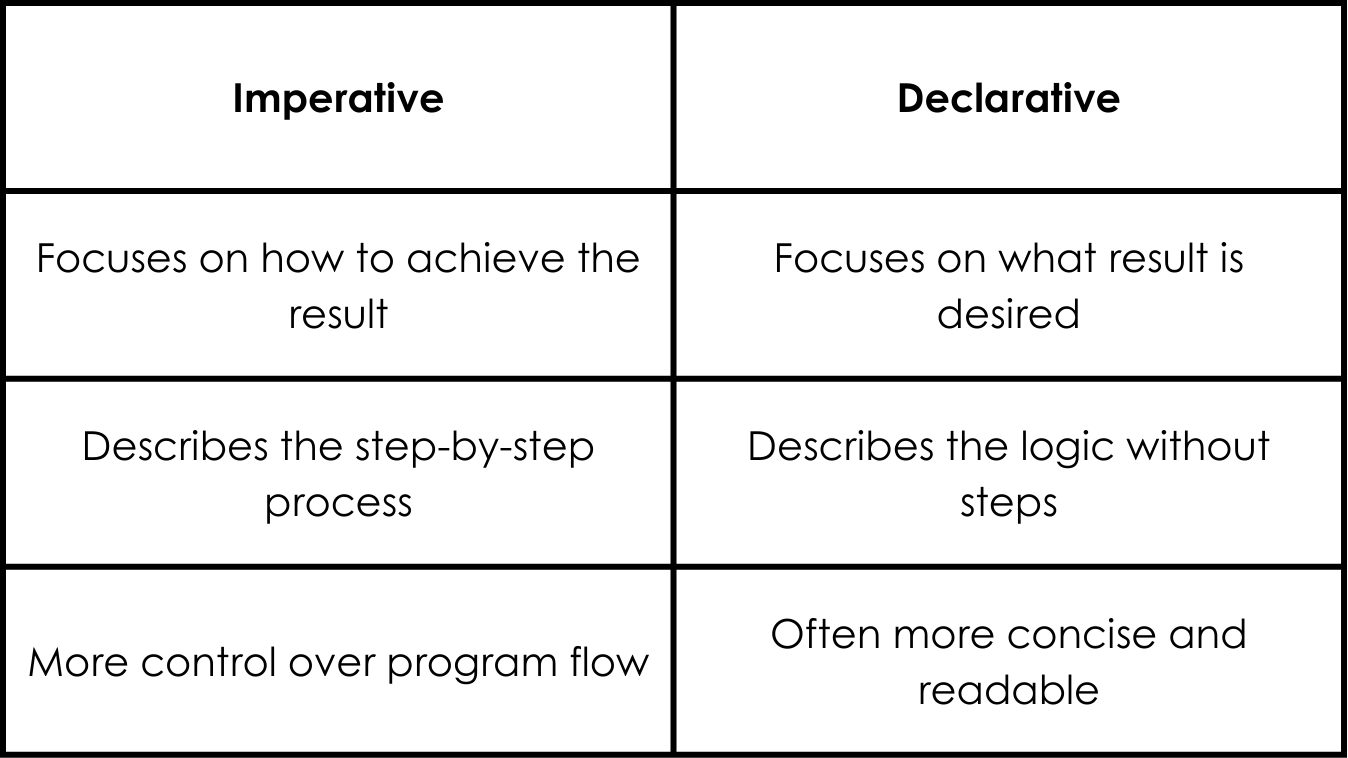 Imperative
Declarative
Focuses on how to achieve the
result
Focuses on what result is
desired
Describes the step-by-step
process
Describes the logic without
steps
More control over program flow
Often more concise and
readable